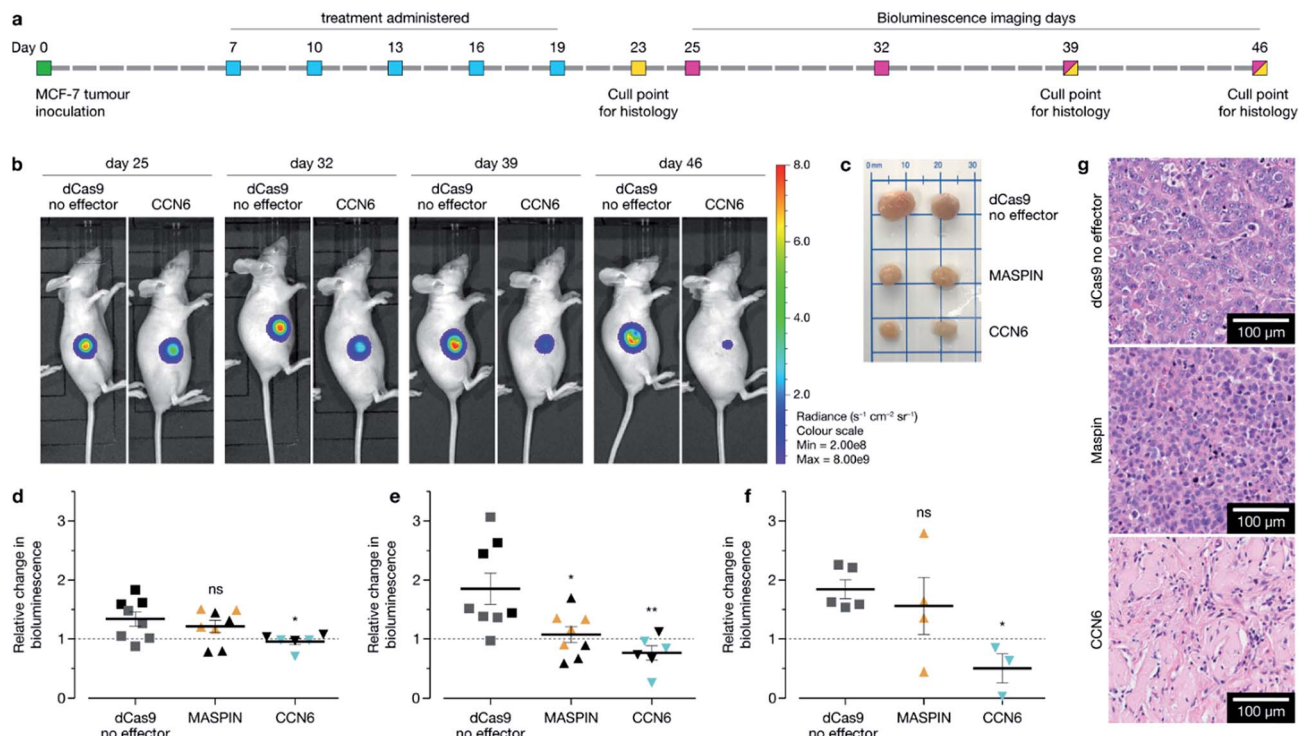 a
treatment administered
Bioluminescence imaging days
Day 0 7 10 13 16 19 23 25 32 39 46
MCF-7 tumour
inoculation
Cull point
for histology
Cull point
for histology
Cull point
for histology
b
day 25
day 32
day 39
day 46
dCas9
no effector
CCN6
dCas9
no effector
CCN6
dCas9
no effector
CCN6
dCas9
no effector
CCN6
8.0
6.0
4.0
2.0
Radiance (s⁻¹ cm⁻² sr⁻¹)
Colour scale
Min = 2.00e8
Max = 8.00e9
c
0 mm 10 20 30
dCas9
no effector
MASPIN
CCN6
g
dCas9 no effector
100 µm
Maspin
100 µm
CCN6
100 µm
d
Relative change in
bioluminescence
3
2
1
0
ns
*
dCas9
no effector
MASPIN
CCN6
e
Relative change in
bioluminescence
3
2
1
0
*
**
dCas9
no effector
MASPIN
CCN6
f
Relative change in
bioluminescence
3
2
1
0
ns
*
dCas9
no effector
MASPIN
CCN6